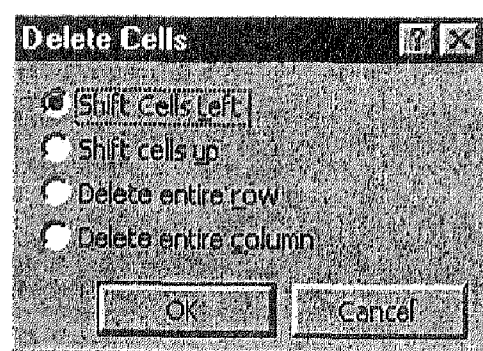 Delete Cells ? X
Shift Cells Left
Shift cells up
Delete entire row
Delete entire column
OK Cancel